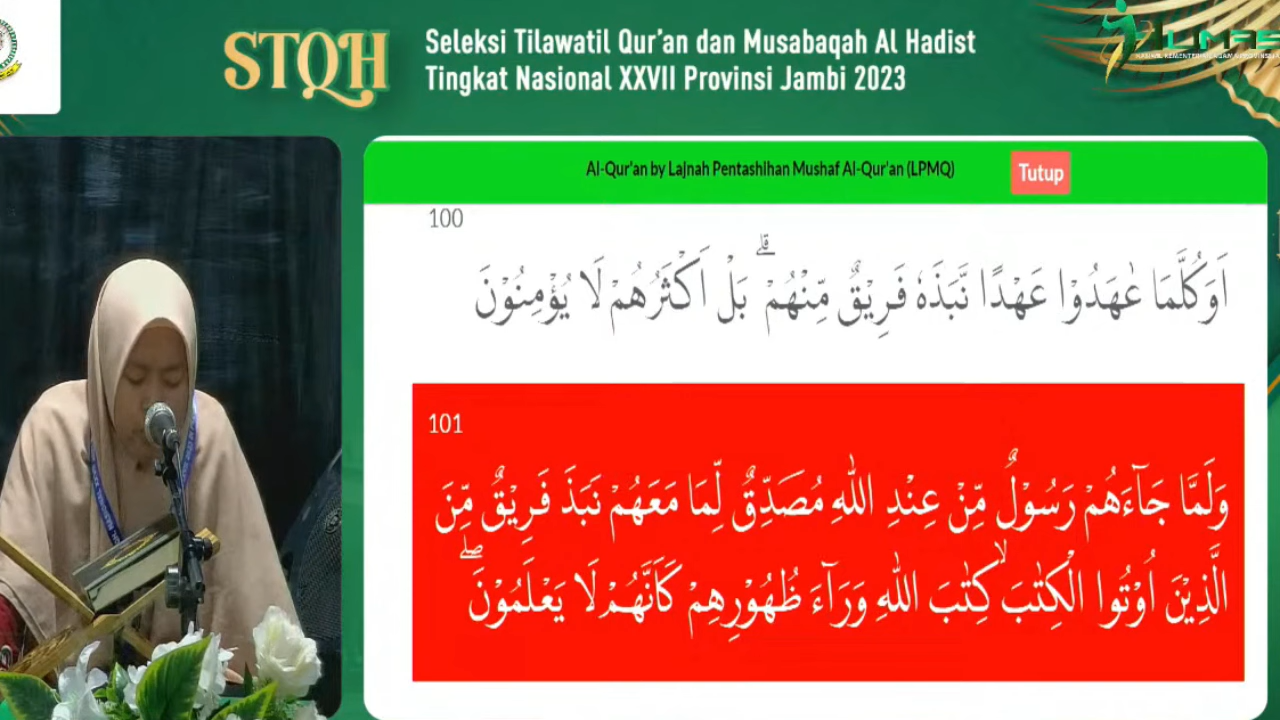 STQH
Seleksi Tilawatil Qur'an dan Musabaqah Al Hadist
Tingkat Nasional XXVII Provinsi Jambi 2023
Al-Qur'an by Lajnah Pentashihan Mushaf Al-Qur'an (LPMQ)
Tutup
100
اَوَكُلَّمَا عٰهَدُوْا عَهْدًا نَّبَذَهٗ فَرِيْقٌ مِّنْهُمْۗ بَلْ اَكْثَرُهُمْ لَا يُؤْمِنُوْنَ
101
وَلَمَّا جَاۤءَهُمْ رَسُوْلٌ مِّنْ عِنْدِ اللّٰهِ مُصَدِّقٌ لِّمَا مَعَهُمْ نَبَذَ فَرِيْقٌ مِّنَ
الَّذِيْنَ اُوْتُوا الْكِتٰبَۙ كِتٰبَ اللّٰهِ وَرَاۤءَ ظُهُوْرِهِمْ كَاَنَّهُمْ لَا يَعْلَمُوْنَۖ